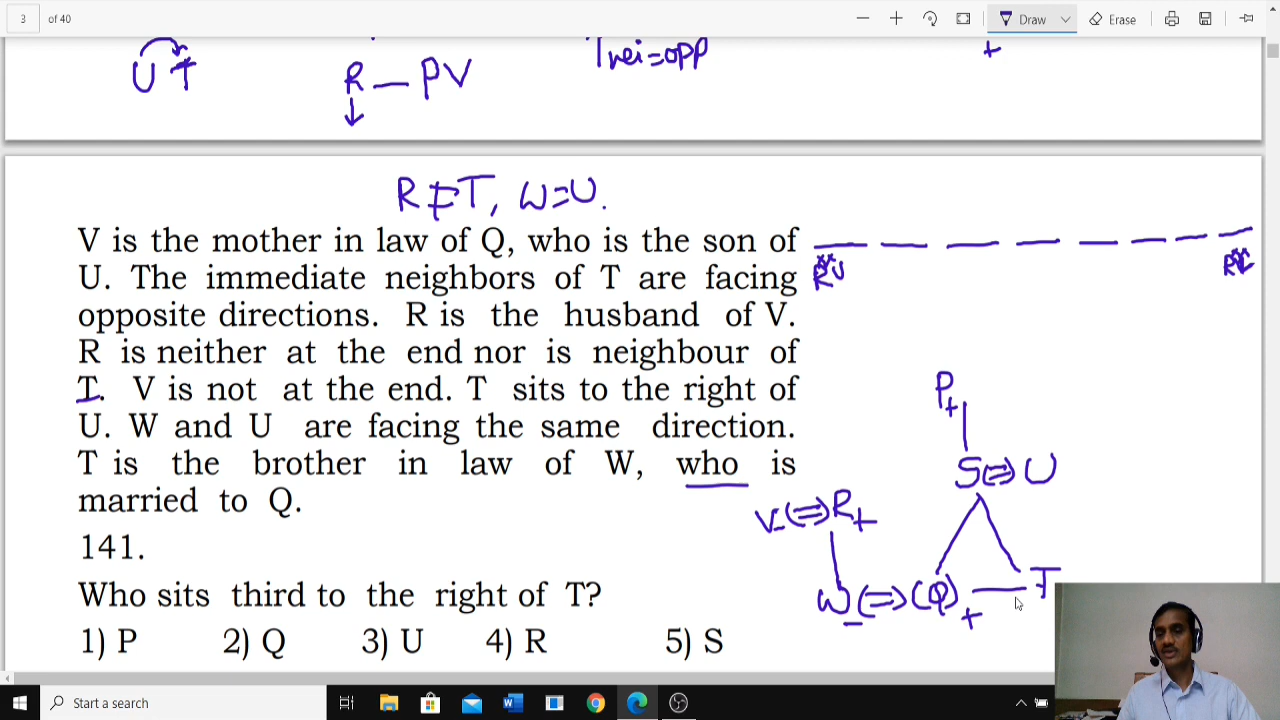 3 of 40 Draw Erase
U T R — PV T nei=opp +
R ≠ T, W=U.
V is the mother in law of Q, who is the son of
U. The immediate neighbors of T are facing
opposite directions. R is the husband of V.
R is neither at the end nor is neighbour of
T. V is not at the end. T sits to the right of
U. W and U are facing the same direction.
T is the brother in law of W, who is
married to Q.
P+
S⇔U
V-(⇔)R+
W(⇔)(Q)+ — T
141.
Who sits third to the right of T?
1) P 2) Q 3) U 4) R 5) S
Start search